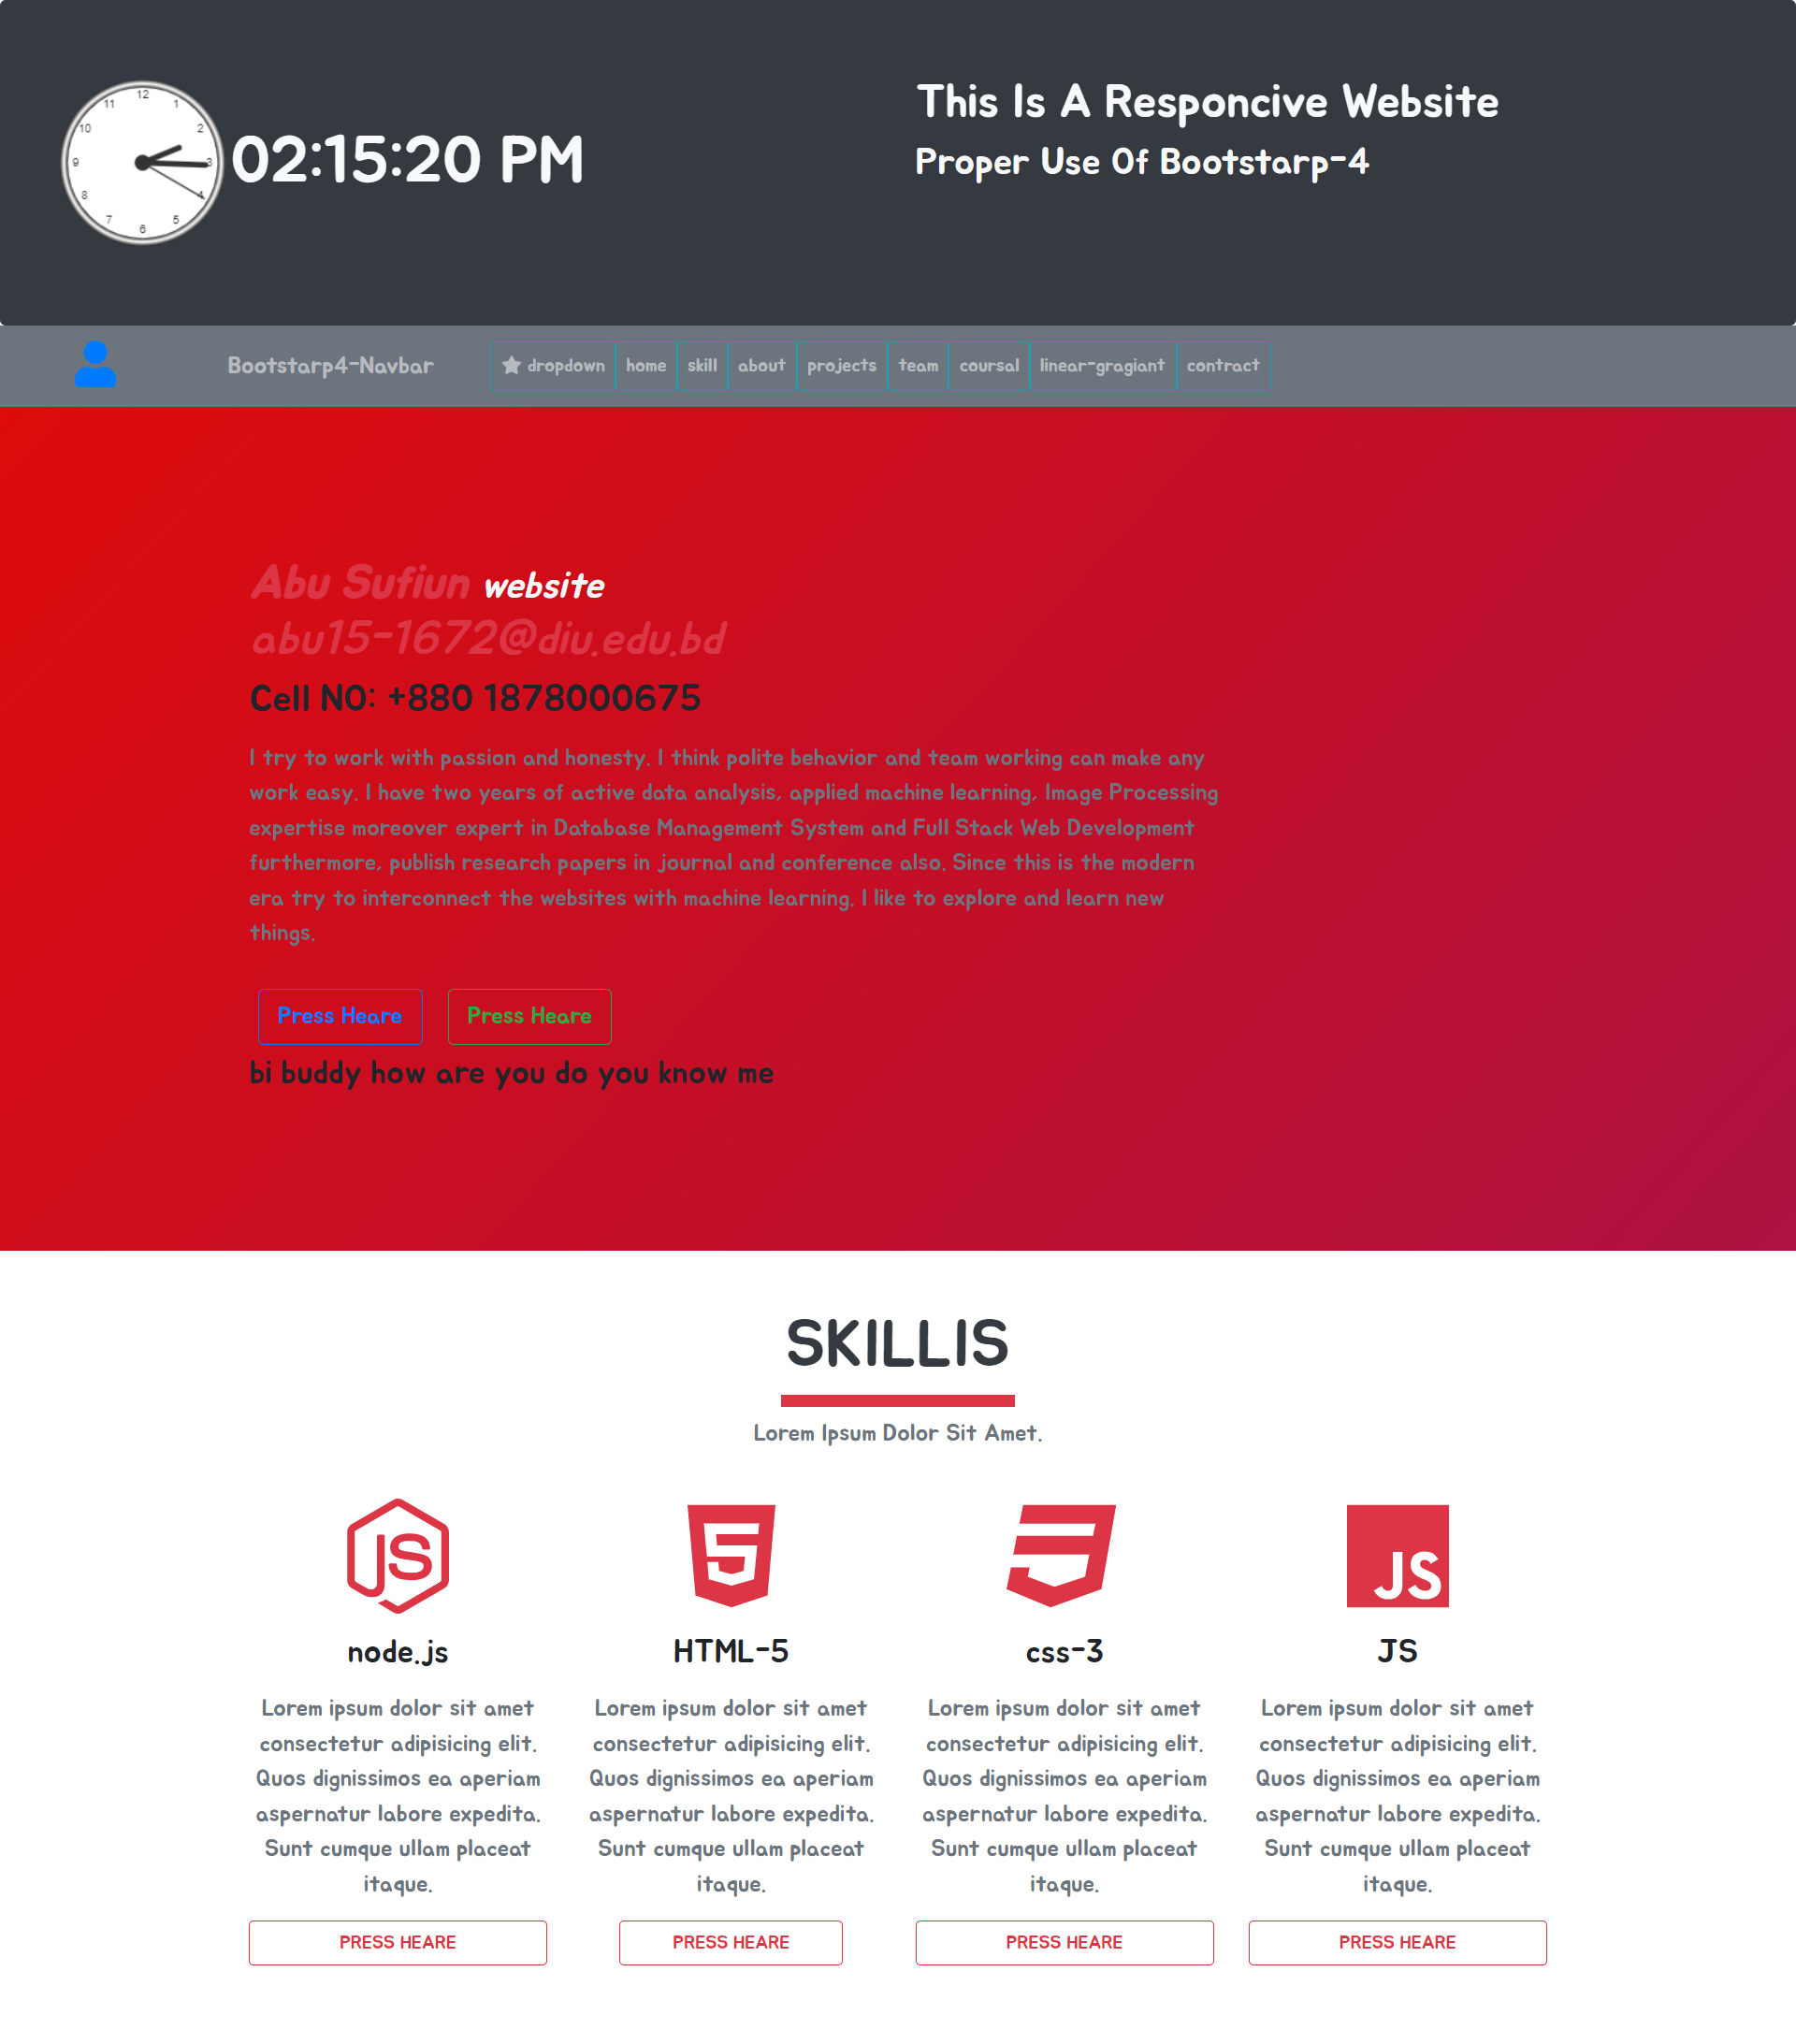 12
11
1
10
2
9
3
8
4
7
5
6
02:15:20 PM
This Is A Responcive Website
Proper Use Of Bootstarp-4
Bootstarp4-Navbar
dropdown
home
skill
about
projects
team
coursal
linear-gragiant
contract
Abu Sufiun website
abu15-1672@diu.edu.bd
Cell N0: +880 1878000675
I try to work with passion and honesty. I think polite behavior and team working can make any
work easy. I have two years of active data analysis, applied machine learning, Image Processing
expertise moreover expert in Database Management System and Full Stack Web Development
furthermore, publish research papers in journal and conference also. Since this is the modern
era try to interconnect the websites with machine learning. I like to explore and learn new
things.
Press Heare
Press Heare
bi buddy how are you do you know me
SKILLIS
Lorem Ipsum Dolor Sit Amet.
JS
node.js
Lorem ipsum dolor sit amet
consectetur adipisicing elit.
Quos dignissimos ea aperiam
aspernatur labore expedita.
Sunt cumque ullam placeat
itaque.
PRESS HEARE
5
HTML-5
Lorem ipsum dolor sit amet
consectetur adipisicing elit.
Quos dignissimos ea aperiam
aspernatur labore expedita.
Sunt cumque ullam placeat
itaque.
PRESS HEARE
css-3
Lorem ipsum dolor sit amet
consectetur adipisicing elit.
Quos dignissimos ea aperiam
aspernatur labore expedita.
Sunt cumque ullam placeat
itaque.
PRESS HEARE
JS
JS
Lorem ipsum dolor sit amet
consectetur adipisicing elit.
Quos dignissimos ea aperiam
aspernatur labore expedita.
Sunt cumque ullam placeat
itaque.
PRESS HEARE